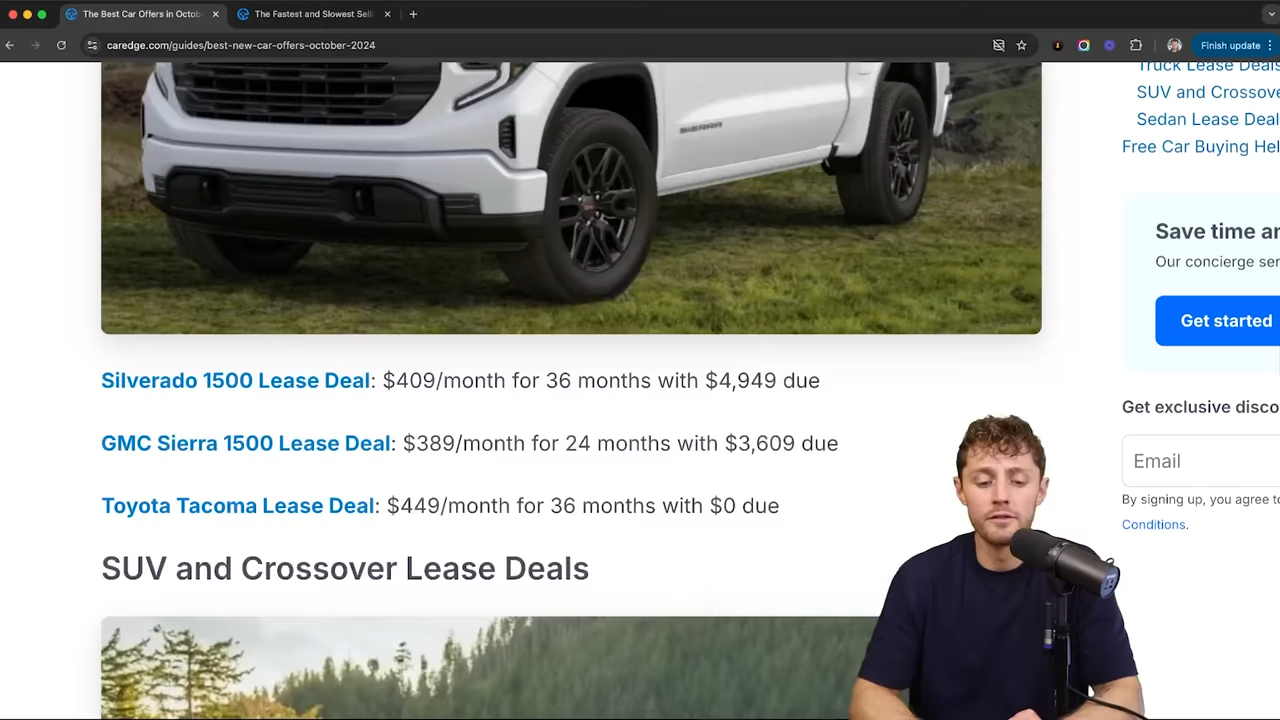 The Best Car Offers in Octob
The Fastest and Slowest Sell
caredge.com/guides/best-new-car-offers-october-2024
Finish update
Truck Lease Deals
SUV and Crossove
Sedan Lease Deal
Free Car Buying Hel
SIERRA
Save time an
Our concierge ser
Get started
Silverado 1500 Lease Deal: $409/month for 36 months with $4,949 due
GMC Sierra 1500 Lease Deal: $389/month for 24 months with $3,609 due
Toyota Tacoma Lease Deal: $449/month for 36 months with $0 due
Get exclusive disco
Email
By signing up, you agree to
Conditions.
SUV and Crossover Lease Deals